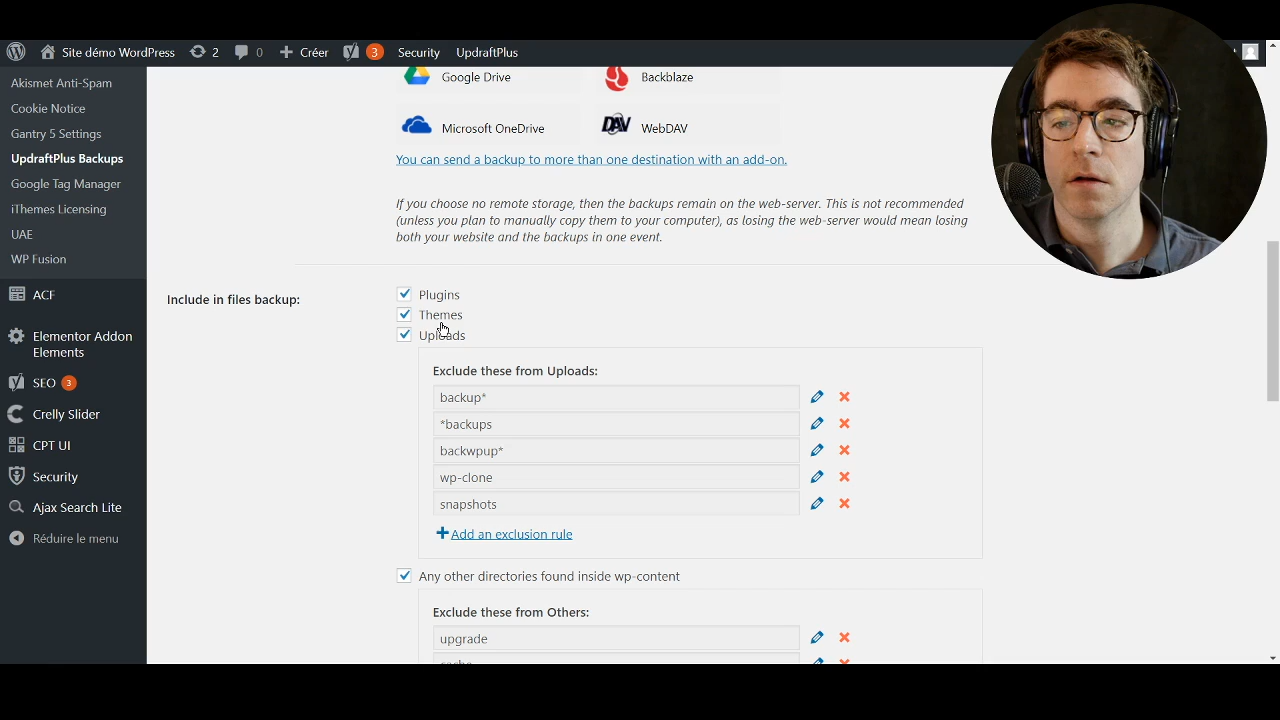 Site démo WordPress 2 0 Créer 3 Security UpdraftPlus
Akismet Anti-Spam
Cookie Notice
Gantry 5 Settings
UpdraftPlus Backups
Google Tag Manager
iThemes Licensing
UAE
WP Fusion
ACF
Elementor Addon
Elements
SEO 3
Crelly Slider
CPT UI
Security
Ajax Search Lite
Réduire le menu
Google Drive
Backblaze
Microsoft OneDrive
DAV WebDAV
You can send a backup to more than one destination with an add-on.
If you choose no remote storage, then the backups remain on the web-server. This is not recommended
(unless you plan to manually copy them to your computer), as losing the web-server would mean losing
both your website and the backups in one event.
Include in files backup:
Plugins
Themes
Uploads
Exclude these from Uploads:
backup*
*backups
backwpup*
wp-clone
snapshots
Add an exclusion rule
Any other directories found inside wp-content
Exclude these from Others:
upgrade